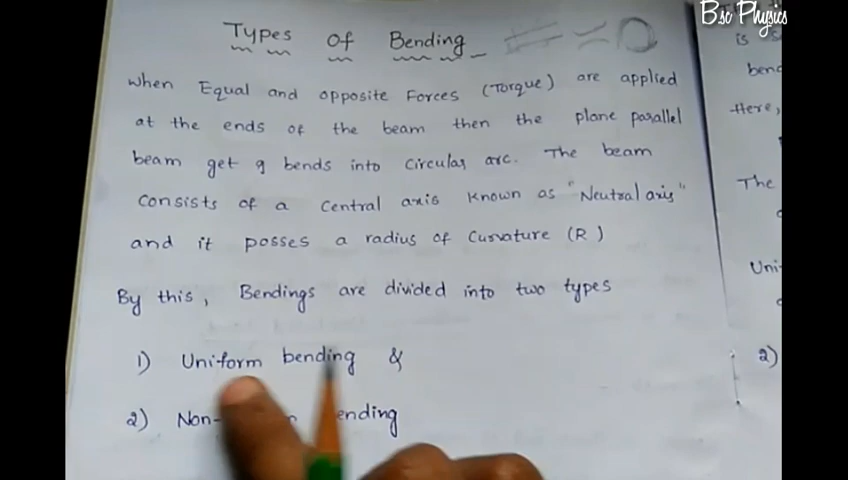 Bsc Physics
Types Of Bending
When Equal and opposite Forces (Torque) are applied
at the ends of the beam then the plane parallel
beam get g bends into Circular arc. The beam
Consists of a Central axis Known as "Neutral axis"
and it posses a radius of Curvature (R)
By this, Bendings are divided into two types
1) Uniform bending &
2) Non- ending
is
bend
Here,
The
Uni-
2)